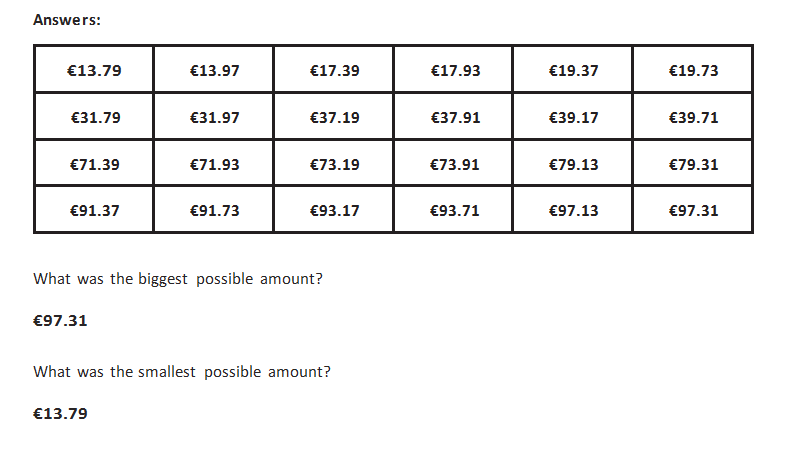 Answers:
€13.79 €13.97 €17.39 €17.93 €19.37 €19.73
€31.79 €31.97 €37.19 €37.91 €39.17 €39.71
€71.39 €71.93 €73.19 €73.91 €79.13 €79.31
€91.37 €91.73 €93.17 €93.71 €97.13 €97.31
What was the biggest possible amount?
€97.31
What was the smallest possible amount?
€13.79